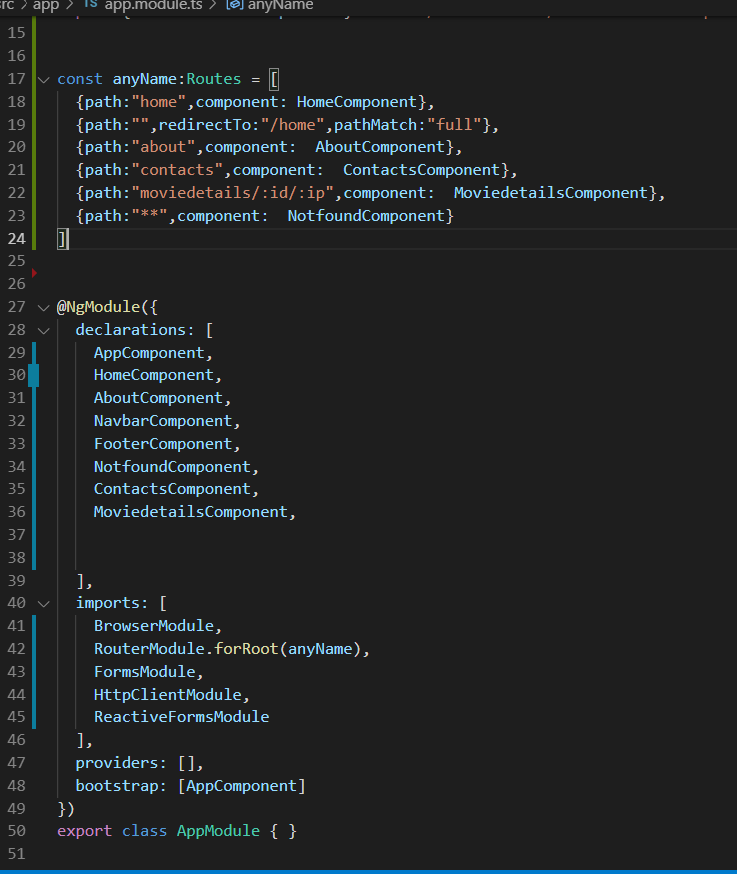 src > app > TS app.module.ts > anyName
15
16
17 const anyName:Routes = [
18 {path:"home",component: HomeComponent},
19 {path:"",redirectTo:"/home",pathMatch:"full"},
20 {path:"about",component:  AboutComponent},
21 {path:"contacts",component:  ContactsComponent},
22 {path:"moviedetails/:id/:ip",component:  MoviedetailsComponent},
23 {path:"**",component:  NotfoundComponent}
24 ]
25
26
27 @NgModule({
28 declarations: [
29 AppComponent,
30 HomeComponent,
31 AboutComponent,
32 NavbarComponent,
33 FooterComponent,
34 NotfoundComponent,
35 ContactsComponent,
36 MoviedetailsComponent,
37
38
39 ],
40 imports: [
41 BrowserModule,
42 RouterModule.forRoot(anyName),
43 FormsModule,
44 HttpClientModule,
45 ReactiveFormsModule
46 ],
47 providers: [],
48 bootstrap: [AppComponent]
49 })
50 export class AppModule { }
51